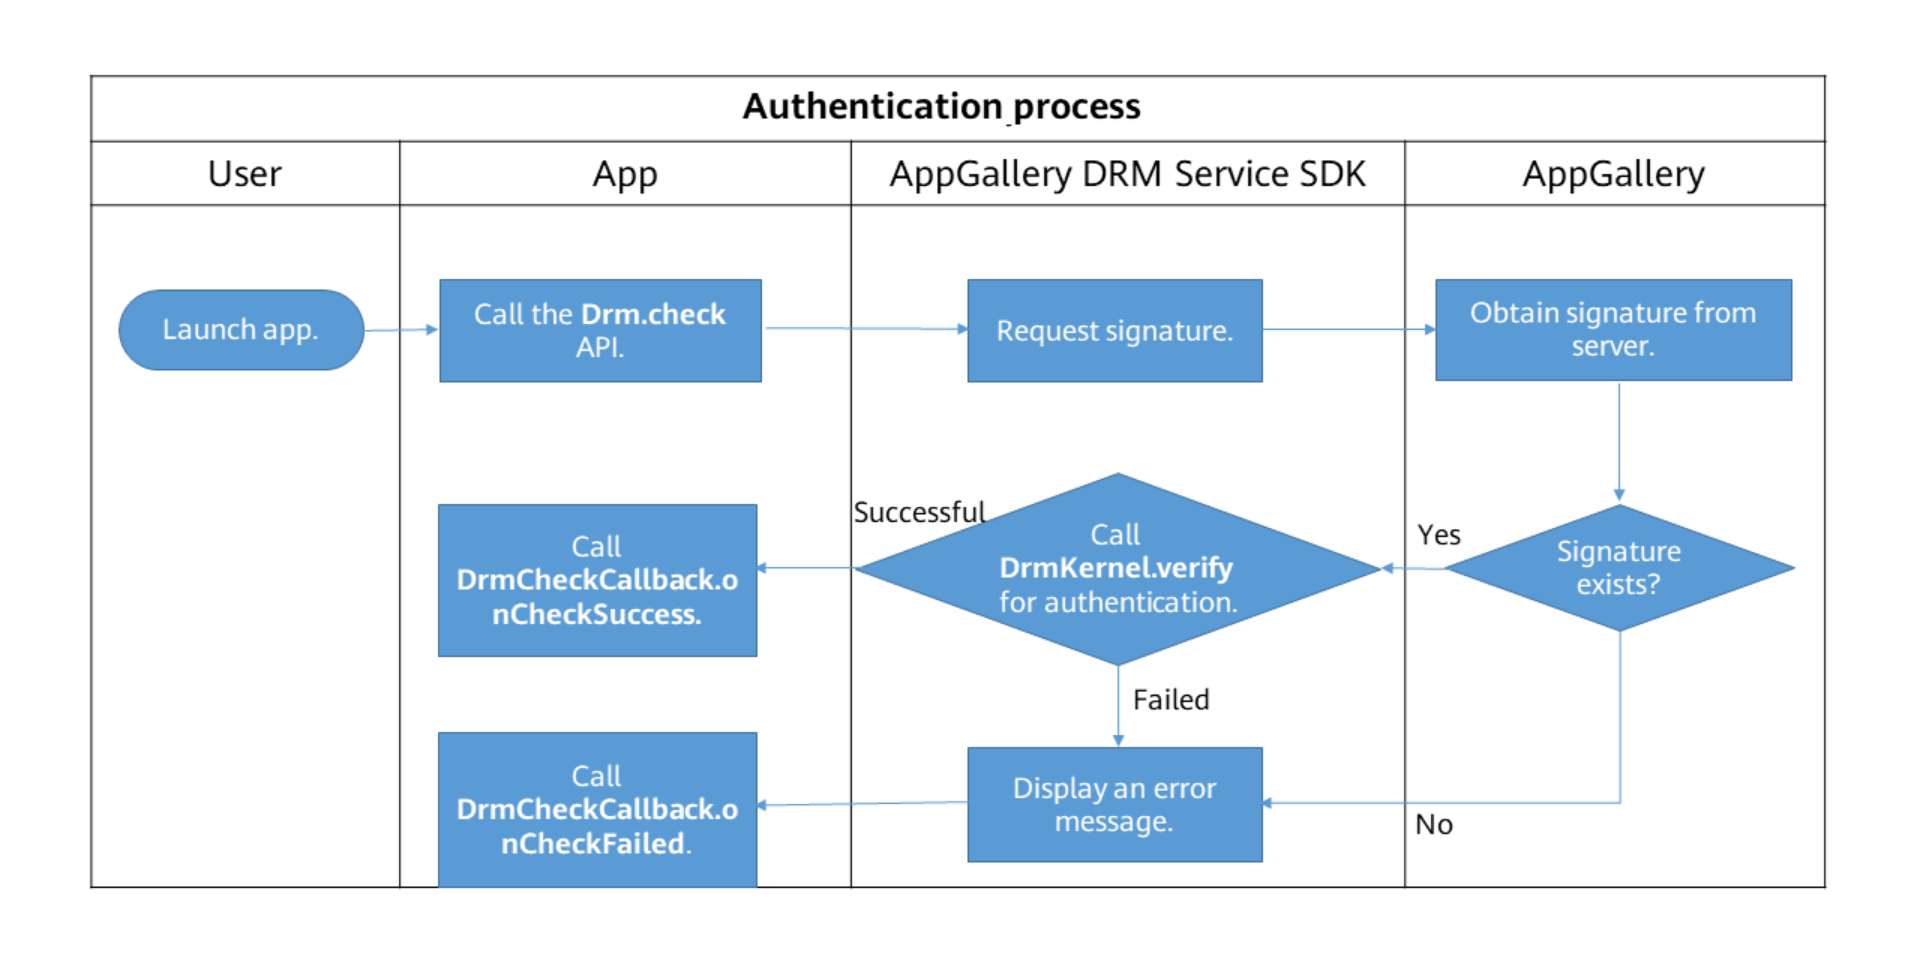 Authentication process
User
App
AppGallery DRM Service SDK
AppGallery
Launch app.
Call the Drm.check
API.
Request signature.
Obtain signature from
server.
Successful
Call
DrmCheckCallback.o
nCheckSuccess.
Call
DrmKernel.verify
for authentication.
Yes
Signature
exists?
Failed
Call
DrmCheckCallback.o
nCheckFailed.
Display an error
message.
No